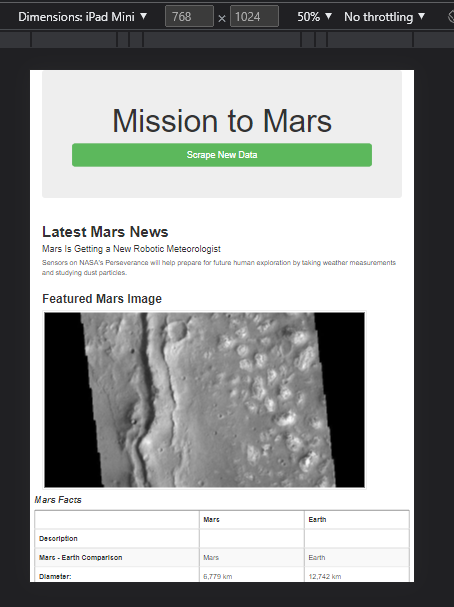 Dimensions: iPad Mini 768 × 1024 50% No throttling
Mission to Mars
Scrape New Data
Latest Mars News
Mars Is Getting a New Robotic Meteorologist
Sensors on NASA's Perseverance will help prepare for future human exploration by taking weather measurements
and studying dust particles.
Featured Mars Image
Mars Facts
Mars Earth
Description
Mars - Earth Comparison Mars Earth
Diameter: 6,779 km 12,742 km